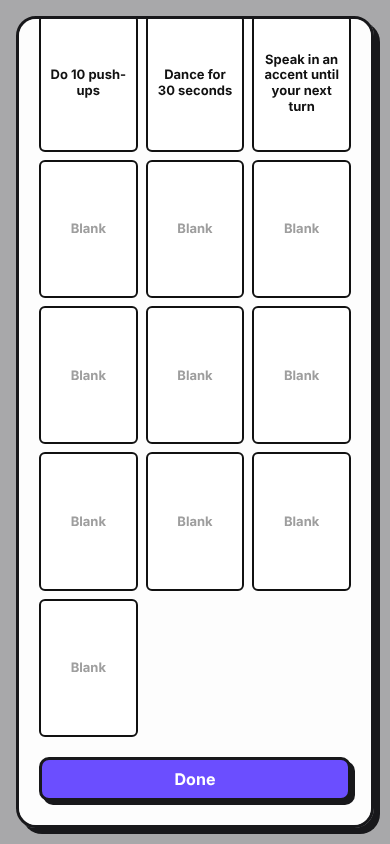 Do 10 push-
ups
Dance for
30 seconds
Speak in an
accent until
your next
turn
Blank
Blank
Blank
Blank
Blank
Blank
Blank
Blank
Blank
Blank
Done